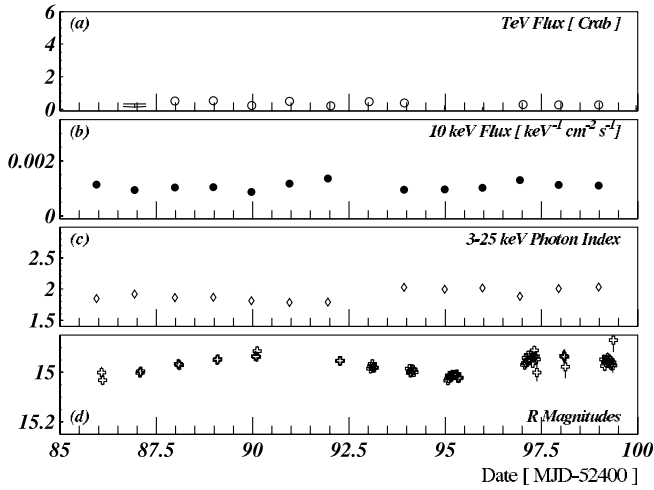 (a) TeV Flux [ Crab ]
6
4
2
0
(b) 10 keV Flux [ keV⁻¹ cm⁻² s⁻¹]
0.002
0
(c) 3-25 keV Photon Index
2.5
2
1.5
15
15.2
(d) R Magnitudes
85 87.5 90 92.5 95 97.5 100
Date [ MJD-52400 ]